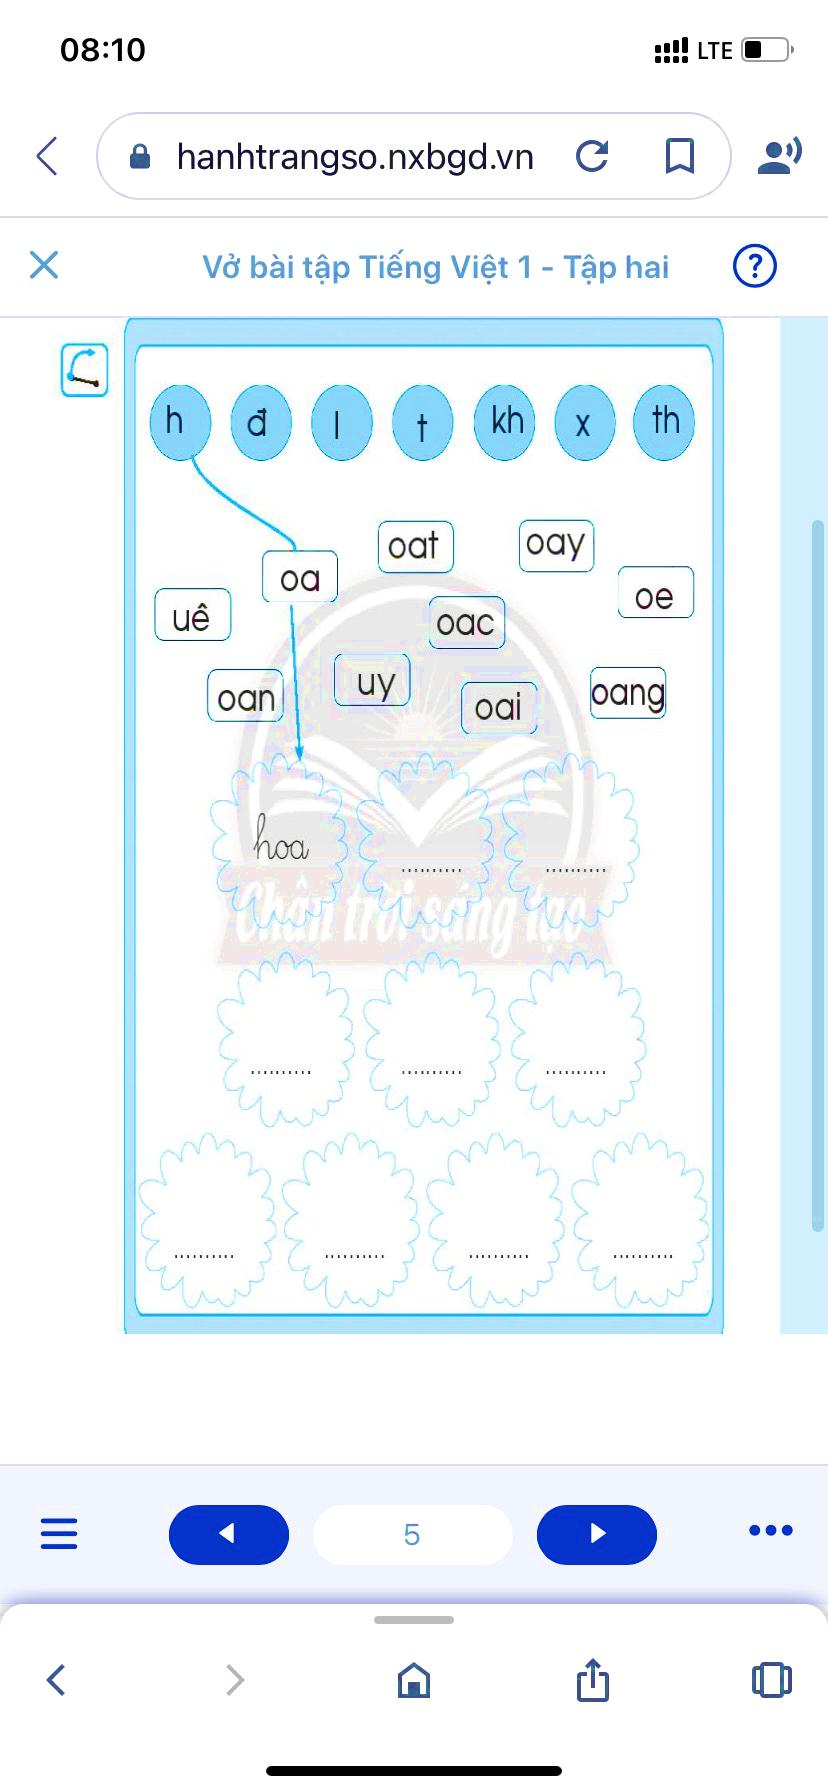 08:10
LTE
hanhtrangso.nxbgd.vn
Vở bài tập Tiếng Việt 1 - Tập hai
?
h đ l t kh x th
oat oay
oa oe
uê oac
oan uy oai oang
hoa .......... ..........
Chân trời sáng tạo
.......... .......... ..........
.......... .......... .......... ..........
5